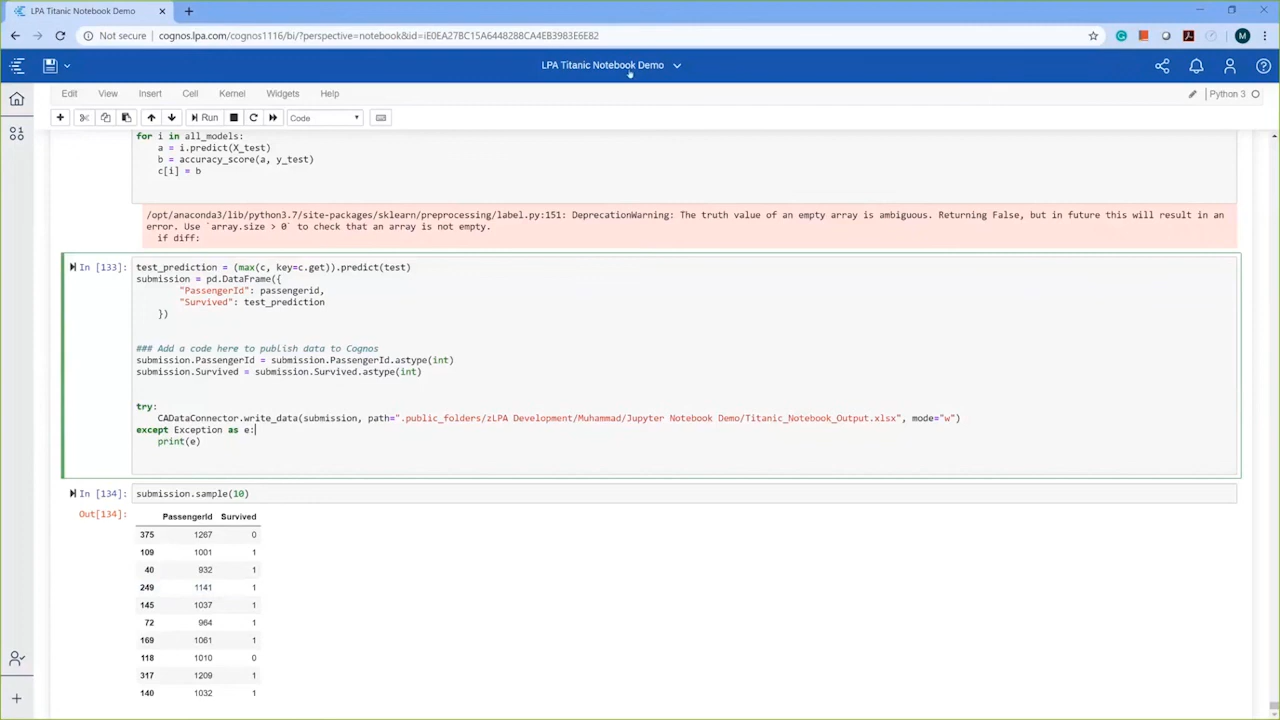 LPA Titanic Notebook Demo
Not secure cognos.lpa.com/cognos1116/bi/?perspective=notebook&id=iE0EA27BC15A6448288CA4EB3983E6E82
M
LPA Titanic Notebook Demo
Edit View Insert Cell Kernel Widgets Help Python 3
Run Code
for i in all_models:
a = i.predict(X_test)
b = accuracy_score(a, y_test)
c[i] = b
/opt/anaconda3/lib/python3.7/site-packages/sklearn/preprocessing/label.py:151: DeprecationWarning: The truth value of an empty array is ambiguous. Returning False, but in future this will result in an
error. Use `array.size > 0` to check that an array is not empty.
if diff:
In [133]: test_prediction = (max(c, key=c.get)).predict(test)
submission = pd.DataFrame({
"PassengerId": passengerid,
"Survived": test_prediction
})
### Add a code here to publish data to Cognos
submission.PassengerId = submission.PassengerId.astype(int)
submission.Survived = submission.Survived.astype(int)
try:
CADataConnector.write_data(submission, path=".public_folders/zLPA Development/Muhammad/Jupyter Notebook Demo/Titanic_Notebook_Output.xlsx", mode="w")
except Exception as e:
print(e)
In [134]: submission.sample(10)
Out[134]:
PassengerId Survived
375 1267 0
109 1001 1
40 932 1
249 1141 1
145 1037 1
72 964 1
169 1061 1
118 1010 0
317 1209 1
140 1032 1